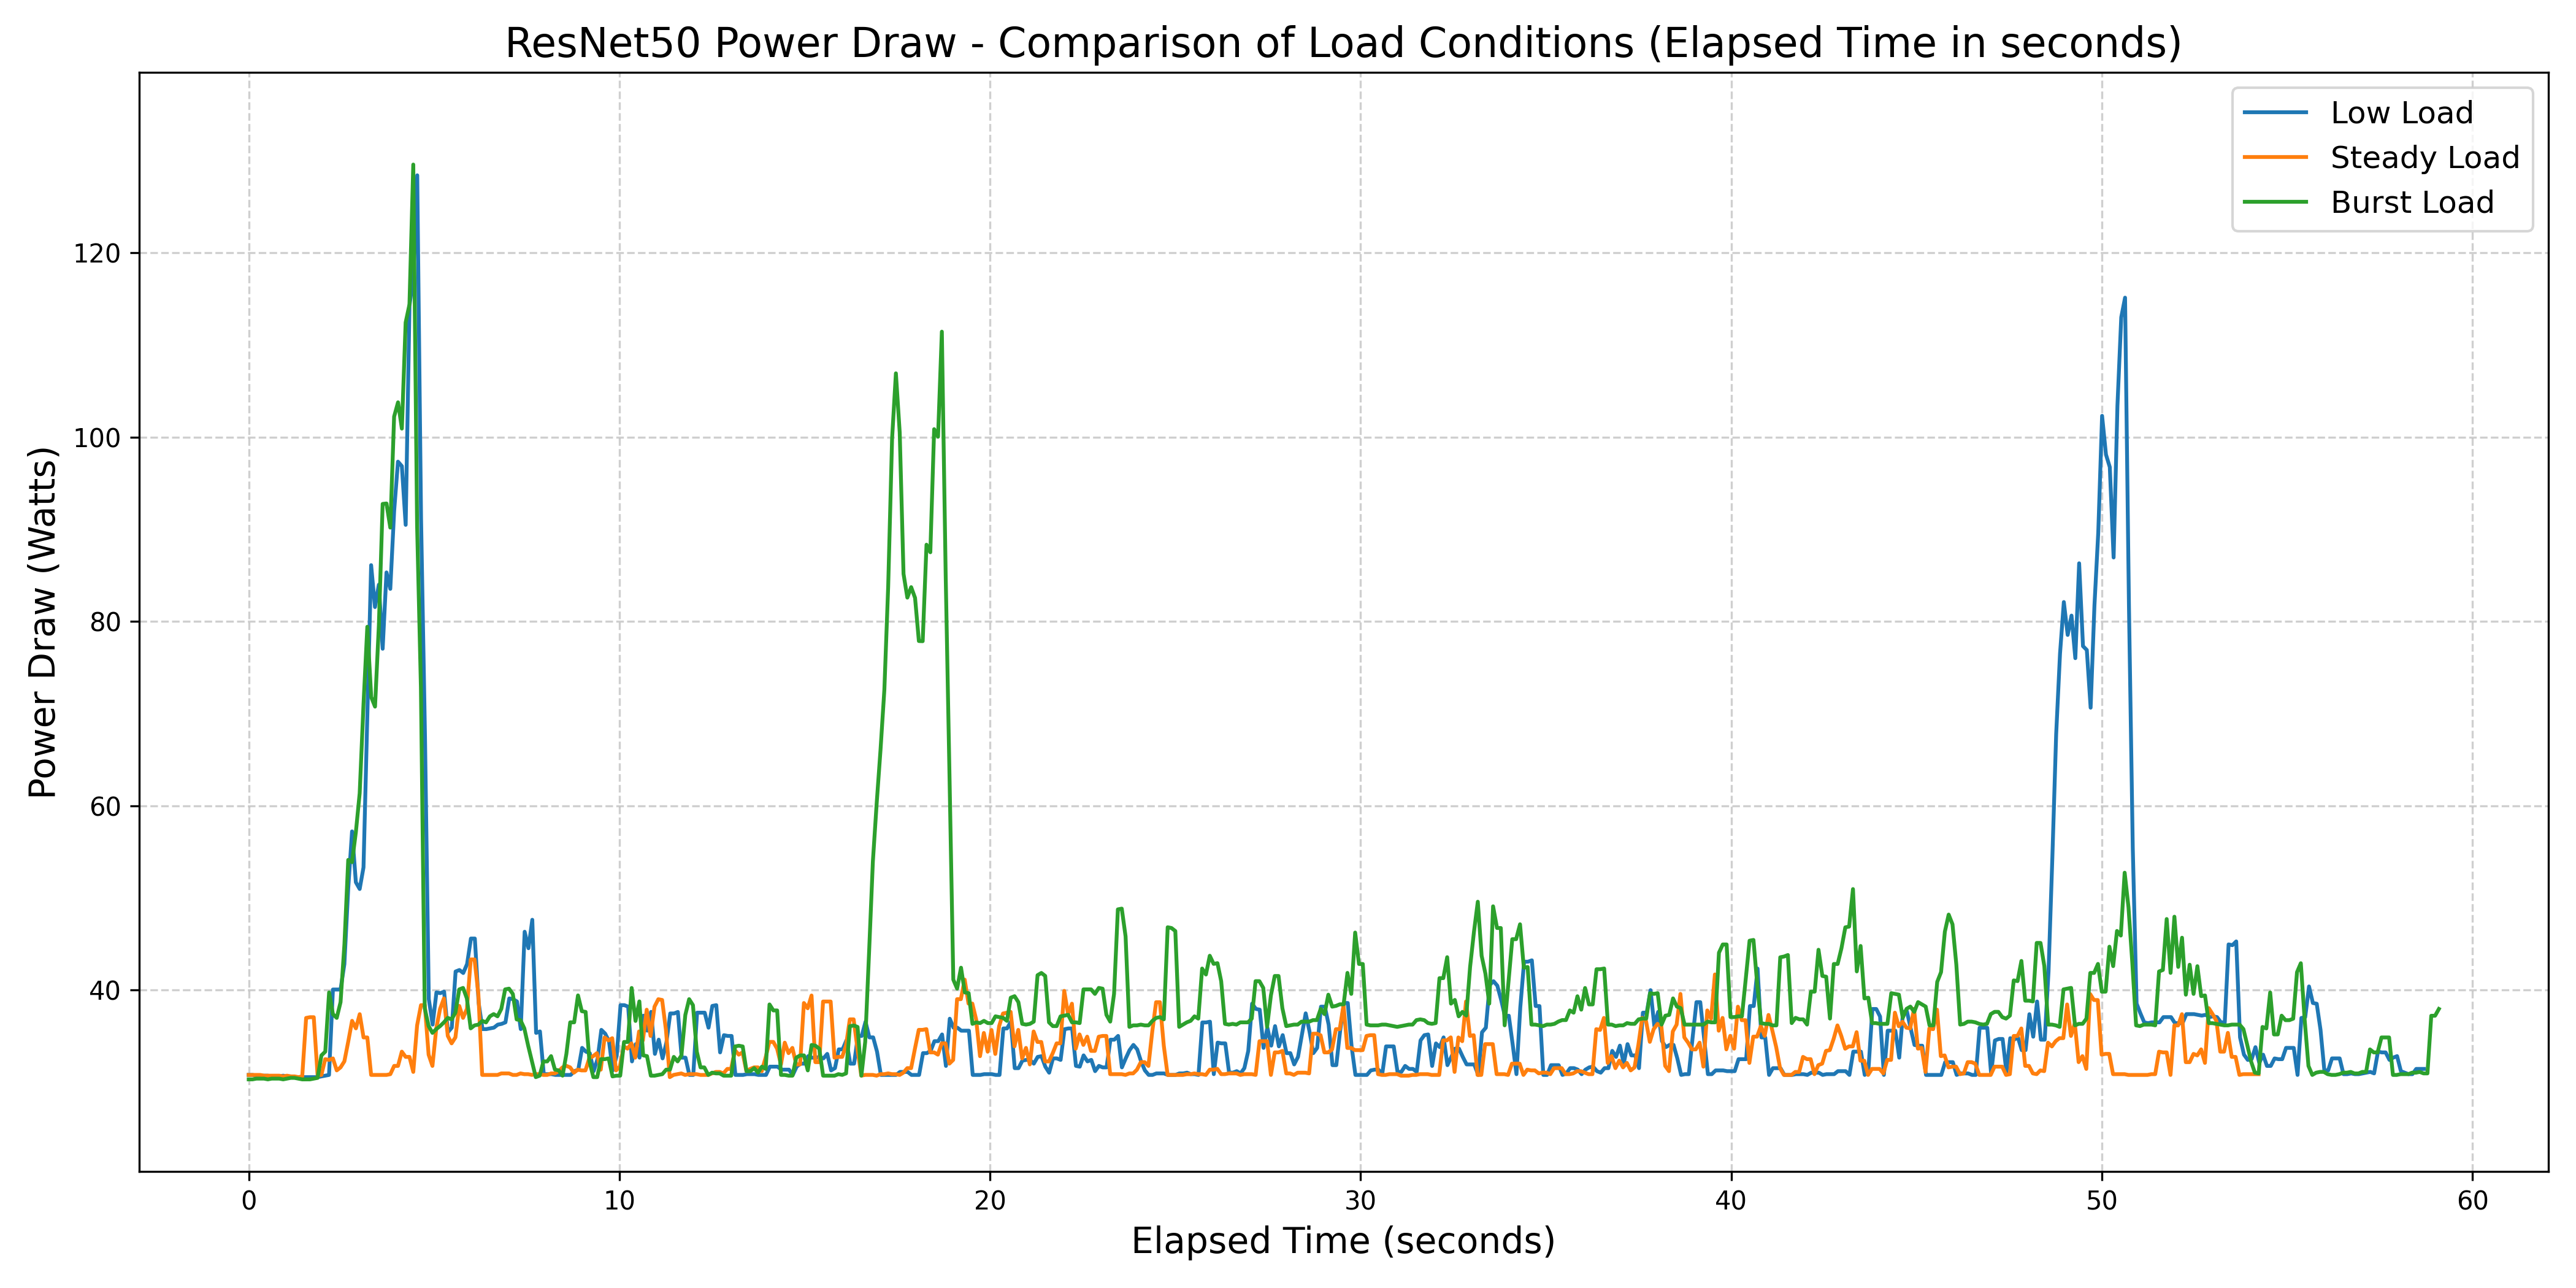 ResNet50 Power Draw - Comparison of Load Conditions (Elapsed Time in seconds)
Low Load
Steady Load
Burst Load
Power Draw (Watts)
120
100
80
60
40
0 10 20 30 40 50 60
Elapsed Time (seconds)